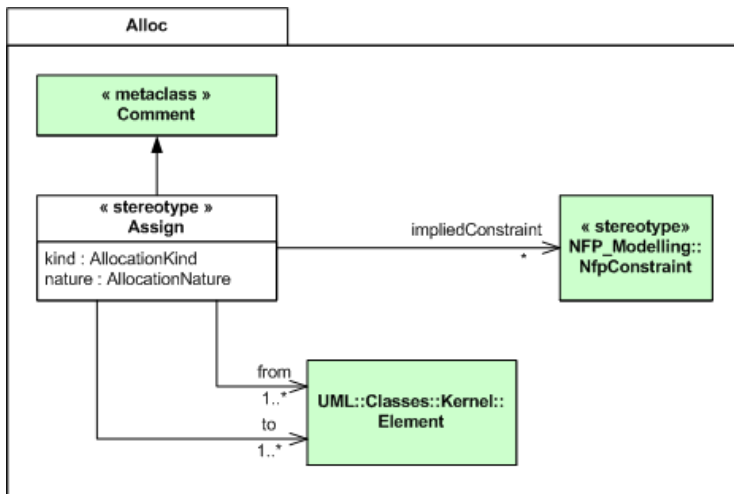 Alloc
« metaclass »
Comment
« stereotype »
Assign
kind : AllocationKind
nature : AllocationNature
impliedConstraint
*
« stereotype»
NFP_Modelling::
NfpConstraint
from
1..*
to
1..*
UML::Classes::Kernel::
Element